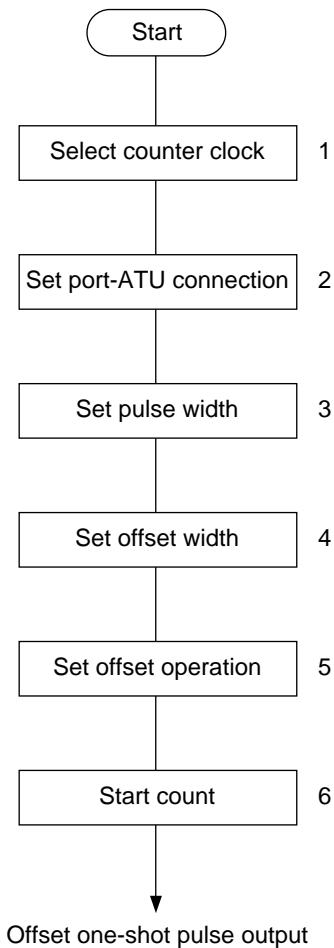 Start
Select counter clock 1
Set port-ATU connection 2
Set pulse width 3
Set offset width 4
Set offset operation 5
Start count 6
Offset one-shot pulse output